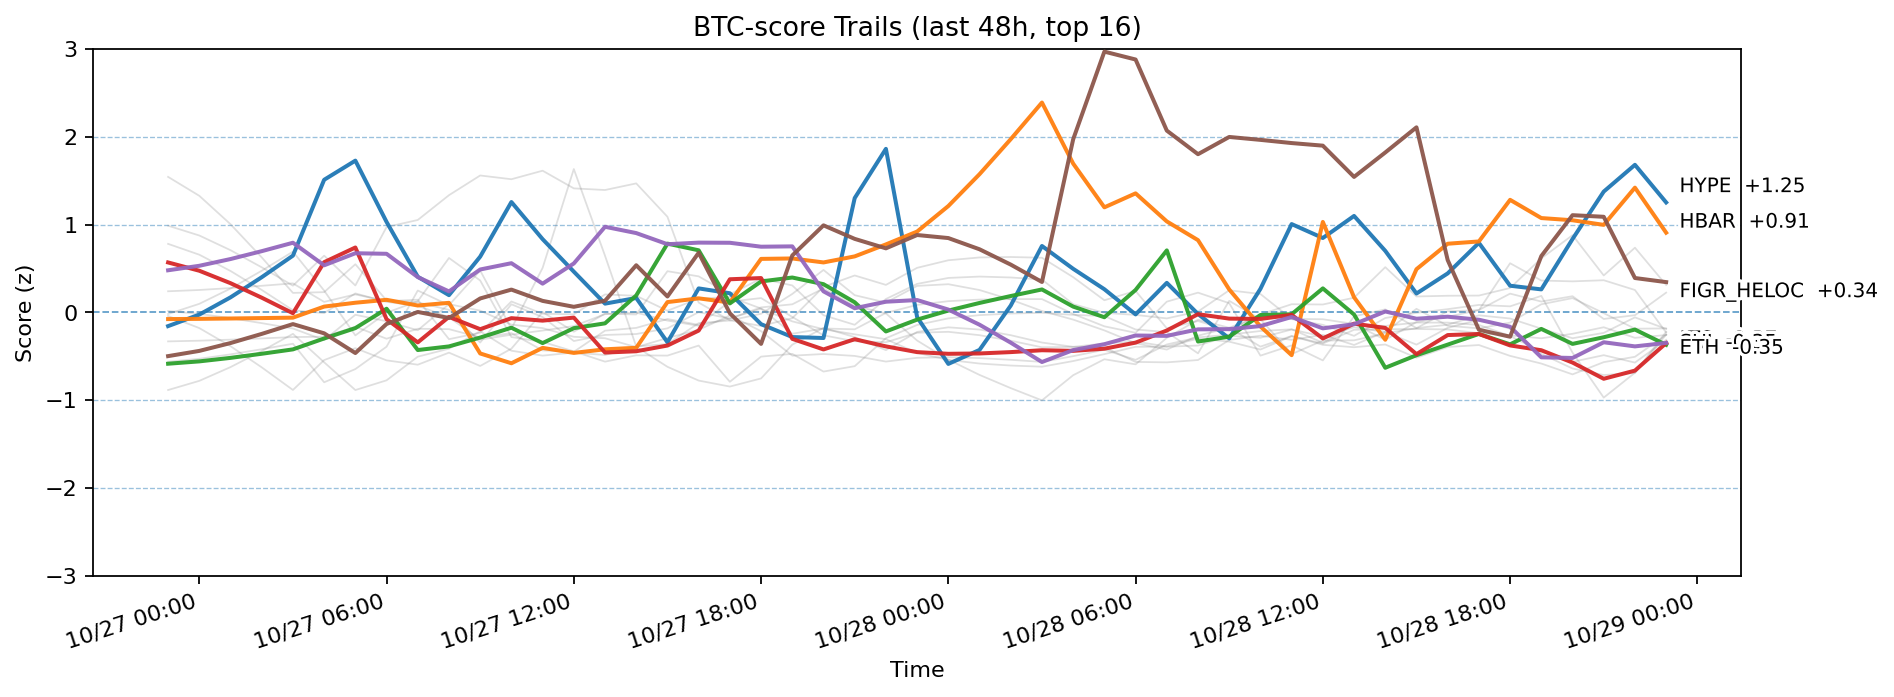 BTC-score Trails (last 48h, top 16)
Score (z)
3
2
1
0
−1
−2
−3
HYPE +1.25
HBAR +0.91
FIGR_HELOC +0.34
ETH -0.35
10/27 00:00
10/27 06:00
10/27 12:00
10/27 18:00
10/28 00:00
10/28 06:00
10/28 12:00
10/28 18:00
10/29 00:00
Time